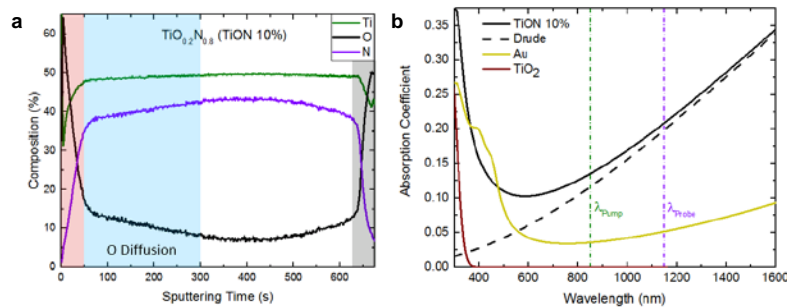 a
TiO0.2N0.8 (TiON 10%)
Ti
O
N
O Diffusion
Composition (%)
0
10
20
30
40
50
60
0
100
200
300
400
500
600
Sputtering Time (s)
b
TiON 10%
Drude
Au
TiO2
λPump
λProbe
Absorption Coefficient
0.00
0.05
0.10
0.15
0.20
0.25
0.30
0.35
400
600
800
1000
1200
1400
1600
Wavelength (nm)